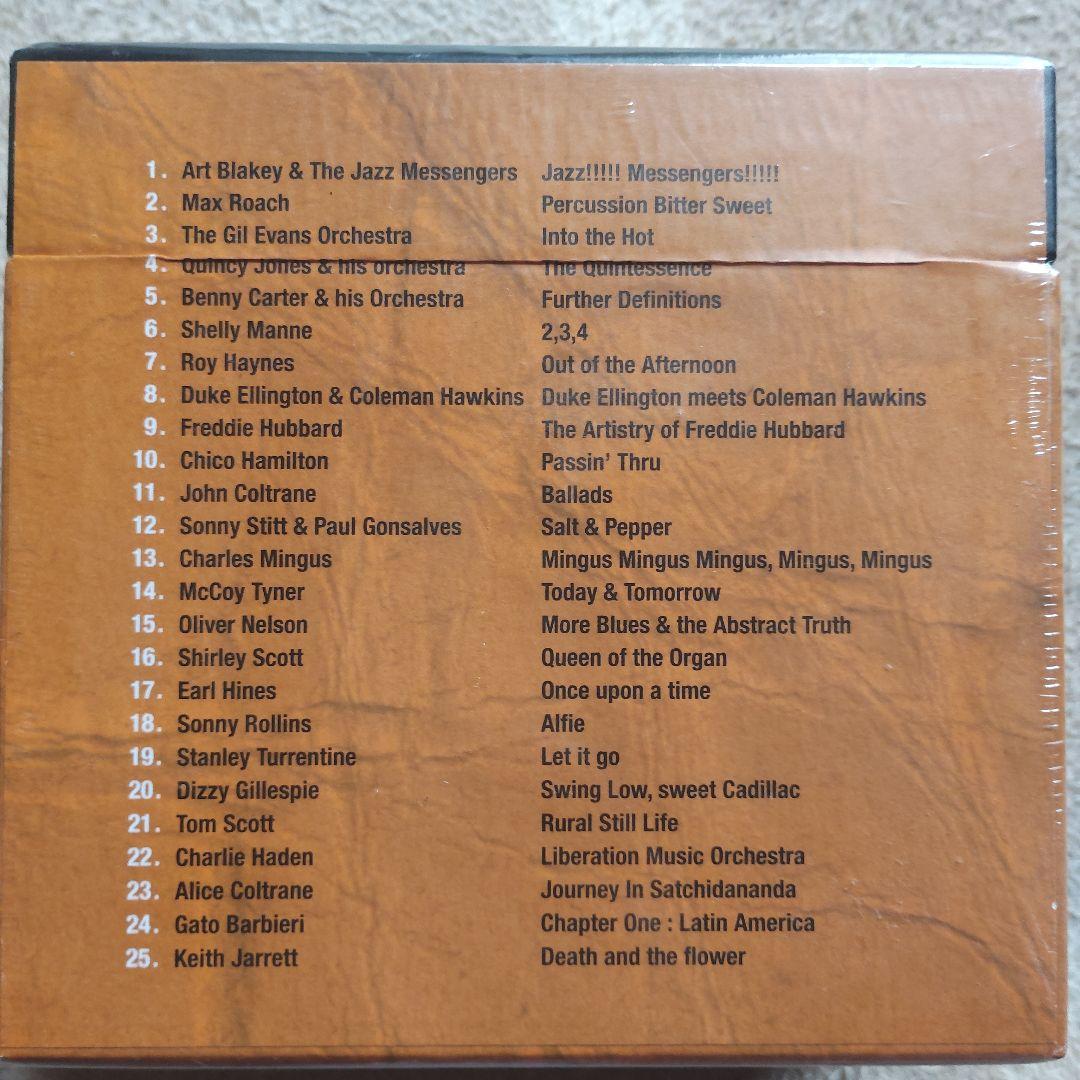 1. Art Blakey & The Jazz Messengers Jazz!!!!! Messengers!!!!!
2. Max Roach Percussion Bitter Sweet
3. The Gil Evans Orchestra Into the Hot
4. Quincy Jones & his orchestra The Quintessence
5. Benny Carter & his Orchestra Further Definitions
6. Shelly Manne 2,3,4
7. Roy Haynes Out of the Afternoon
8. Duke Ellington & Coleman Hawkins Duke Ellington meets Coleman Hawkins
9. Freddie Hubbard The Artistry of Freddie Hubbard
10. Chico Hamilton Passin' Thru
11. John Coltrane Ballads
12. Sonny Stitt & Paul Gonsalves Salt & Pepper
13. Charles Mingus Mingus Mingus Mingus, Mingus, Mingus
14. McCoy Tyner Today & Tomorrow
15. Oliver Nelson More Blues & the Abstract Truth
16. Shirley Scott Queen of the Organ
17. Earl Hines Once upon a time
18. Sonny Rollins Alfie
19. Stanley Turrentine Let it go
20. Dizzy Gillespie Swing Low, sweet Cadillac
21. Tom Scott Rural Still Life
22. Charlie Haden Liberation Music Orchestra
23. Alice Coltrane Journey In Satchidananda
24. Gato Barbieri Chapter One : Latin America
25. Keith Jarrett Death and the flower